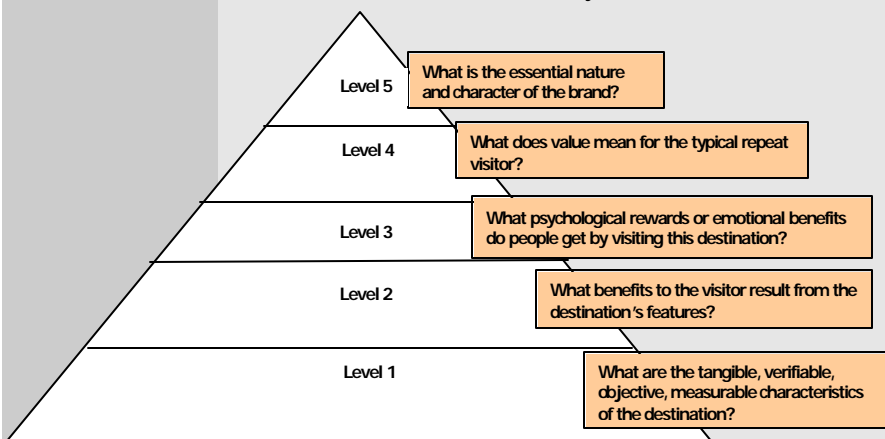 Level 5
What is the essential nature
and character of the brand?
Level 4
What does value mean for the typical repeat
visitor?
Level 3
What psychological rewards or emotional benefits
do people get by visiting this destination?
Level 2
What benefits to the visitor result from the
destination's features?
Level 1
What are the tangible, verifiable,
objective, measurable characteristics
of the destination?